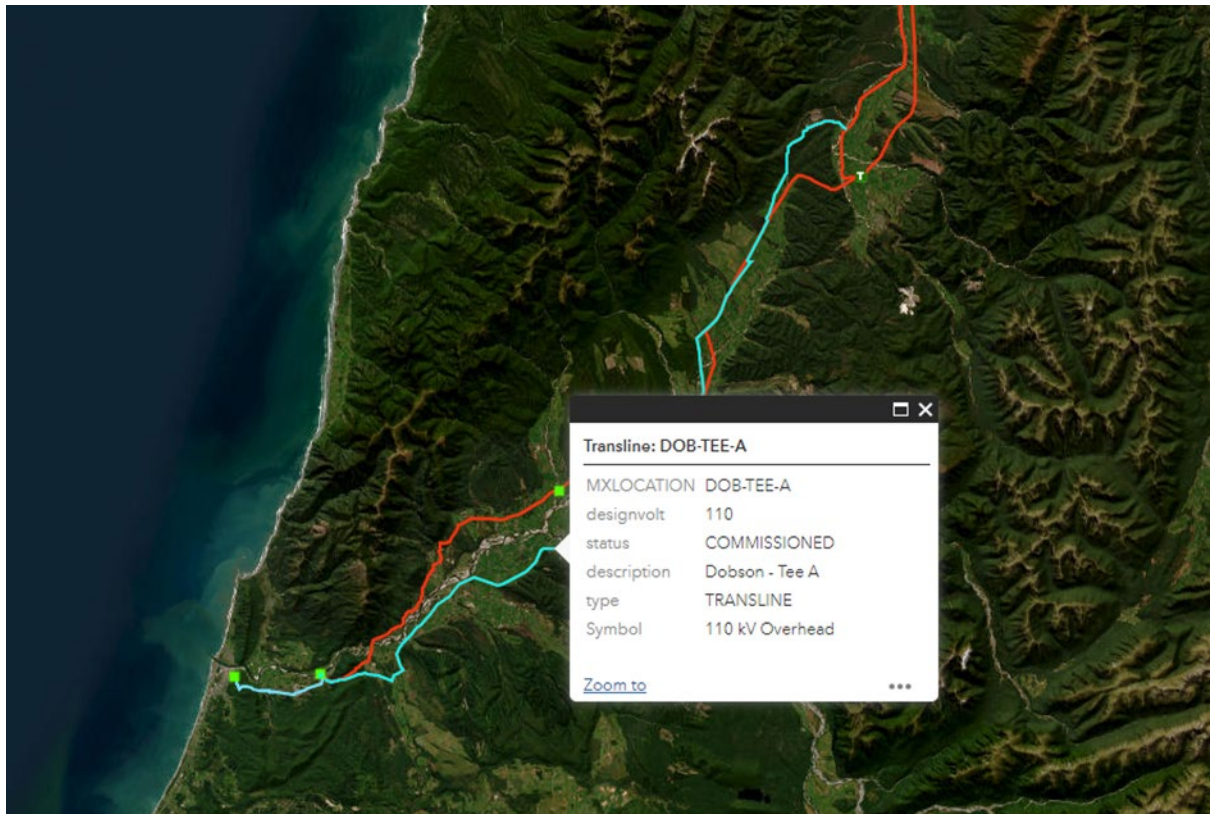 T
Transline: DOB-TEE-A
MXLOCATION DOB-TEE-A
designvolt 110
status COMMISSIONED
description Dobson - Tee A
type TRANSLINE
Symbol 110 kV Overhead
Zoom to